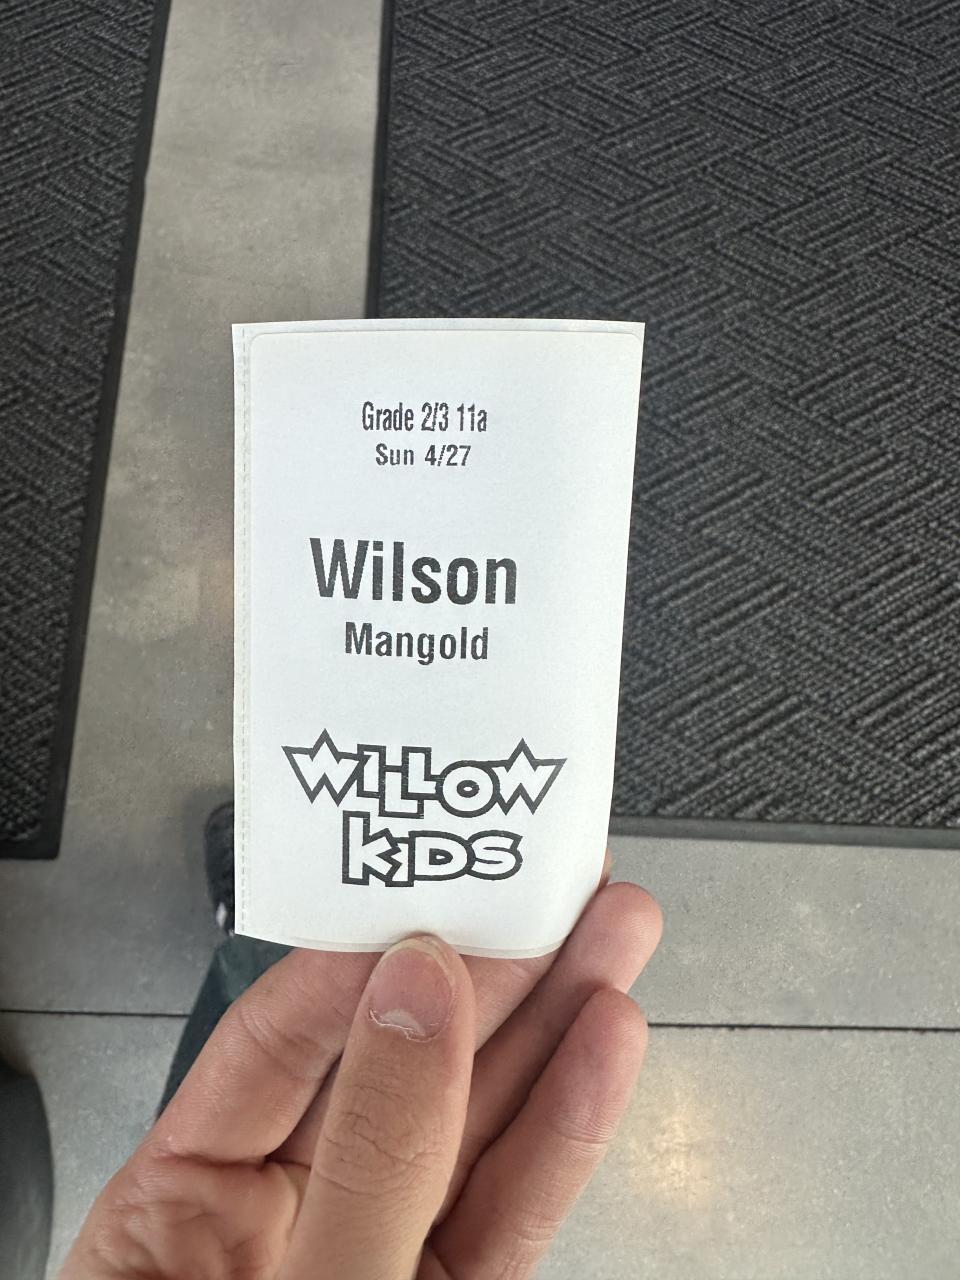 Grade 2/3 11a
Sun 4/27
Wilson
Mangold
WILLOW
KIDS